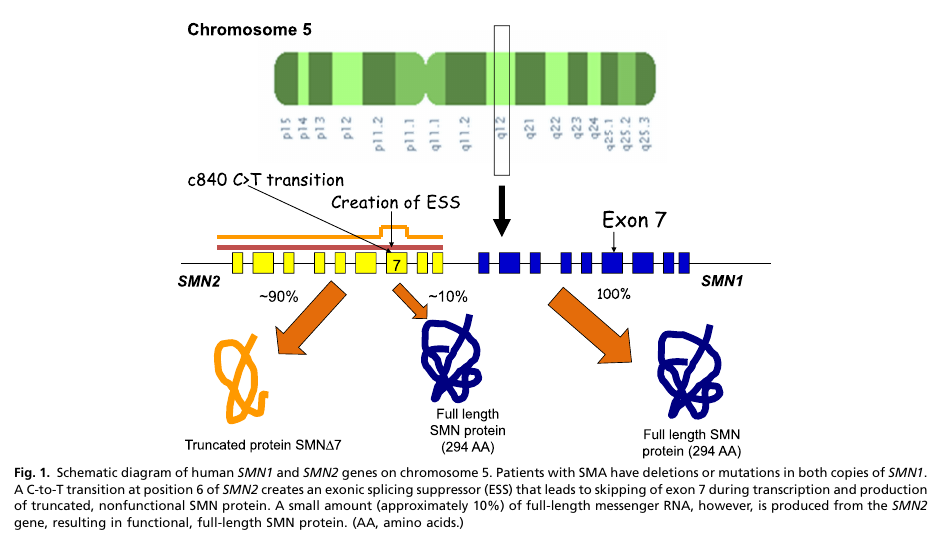 Chromosome 5
p15
p14
p13
p12
p11.2
p11.1
q11.1
q11.2
q12
q21
q22
q23
q24
q25.1
q25.2
q25.3
c840 C>T transition
Creation of ESS
Exon 7
7
SMN2
SMN1
~90%
~10%
100%
Truncated protein SMNΔ7
Full length
SMN protein
(294 AA)
Full length SMN
protein (294 AA)
Fig. 1. Schematic diagram of human SMN1 and SMN2 genes on chromosome 5. Patients with SMA have deletions or mutations in both copies of SMN1.
A C-to-T transition at position 6 of SMN2 creates an exonic splicing suppressor (ESS) that leads to skipping of exon 7 during transcription and production
of truncated, nonfunctional SMN protein. A small amount (approximately 10%) of full-length messenger RNA, however, is produced from the SMN2
gene, resulting in functional, full-length SMN protein. (AA, amino acids.)